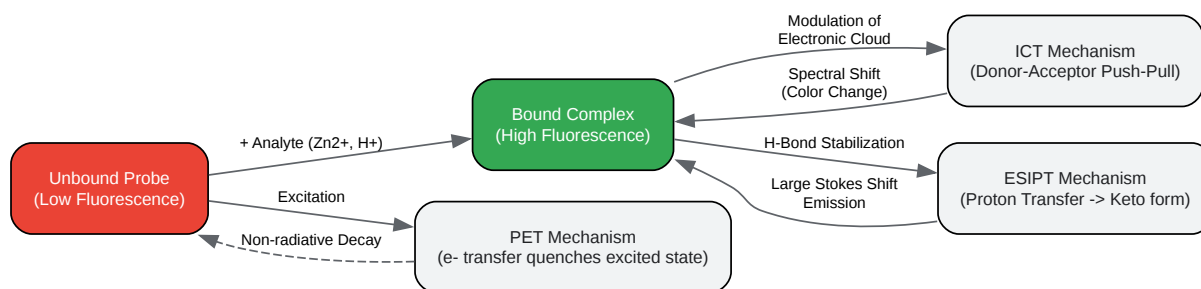 Modulation of
Electronic Cloud
ICT Mechanism
(Donor-Acceptor Push-Pull)
Spectral Shift
(Color Change)
Bound Complex
(High Fluorescence)
+ Analyte (Zn2+, H+)
H-Bond Stabilization
Unbound Probe
(Low Fluorescence)
ESIPT Mechanism
(Proton Transfer -> Keto form)
Excitation
Large Stokes Shift
Emission
Non-radiative Decay
PET Mechanism
(e- transfer quenches excited state)